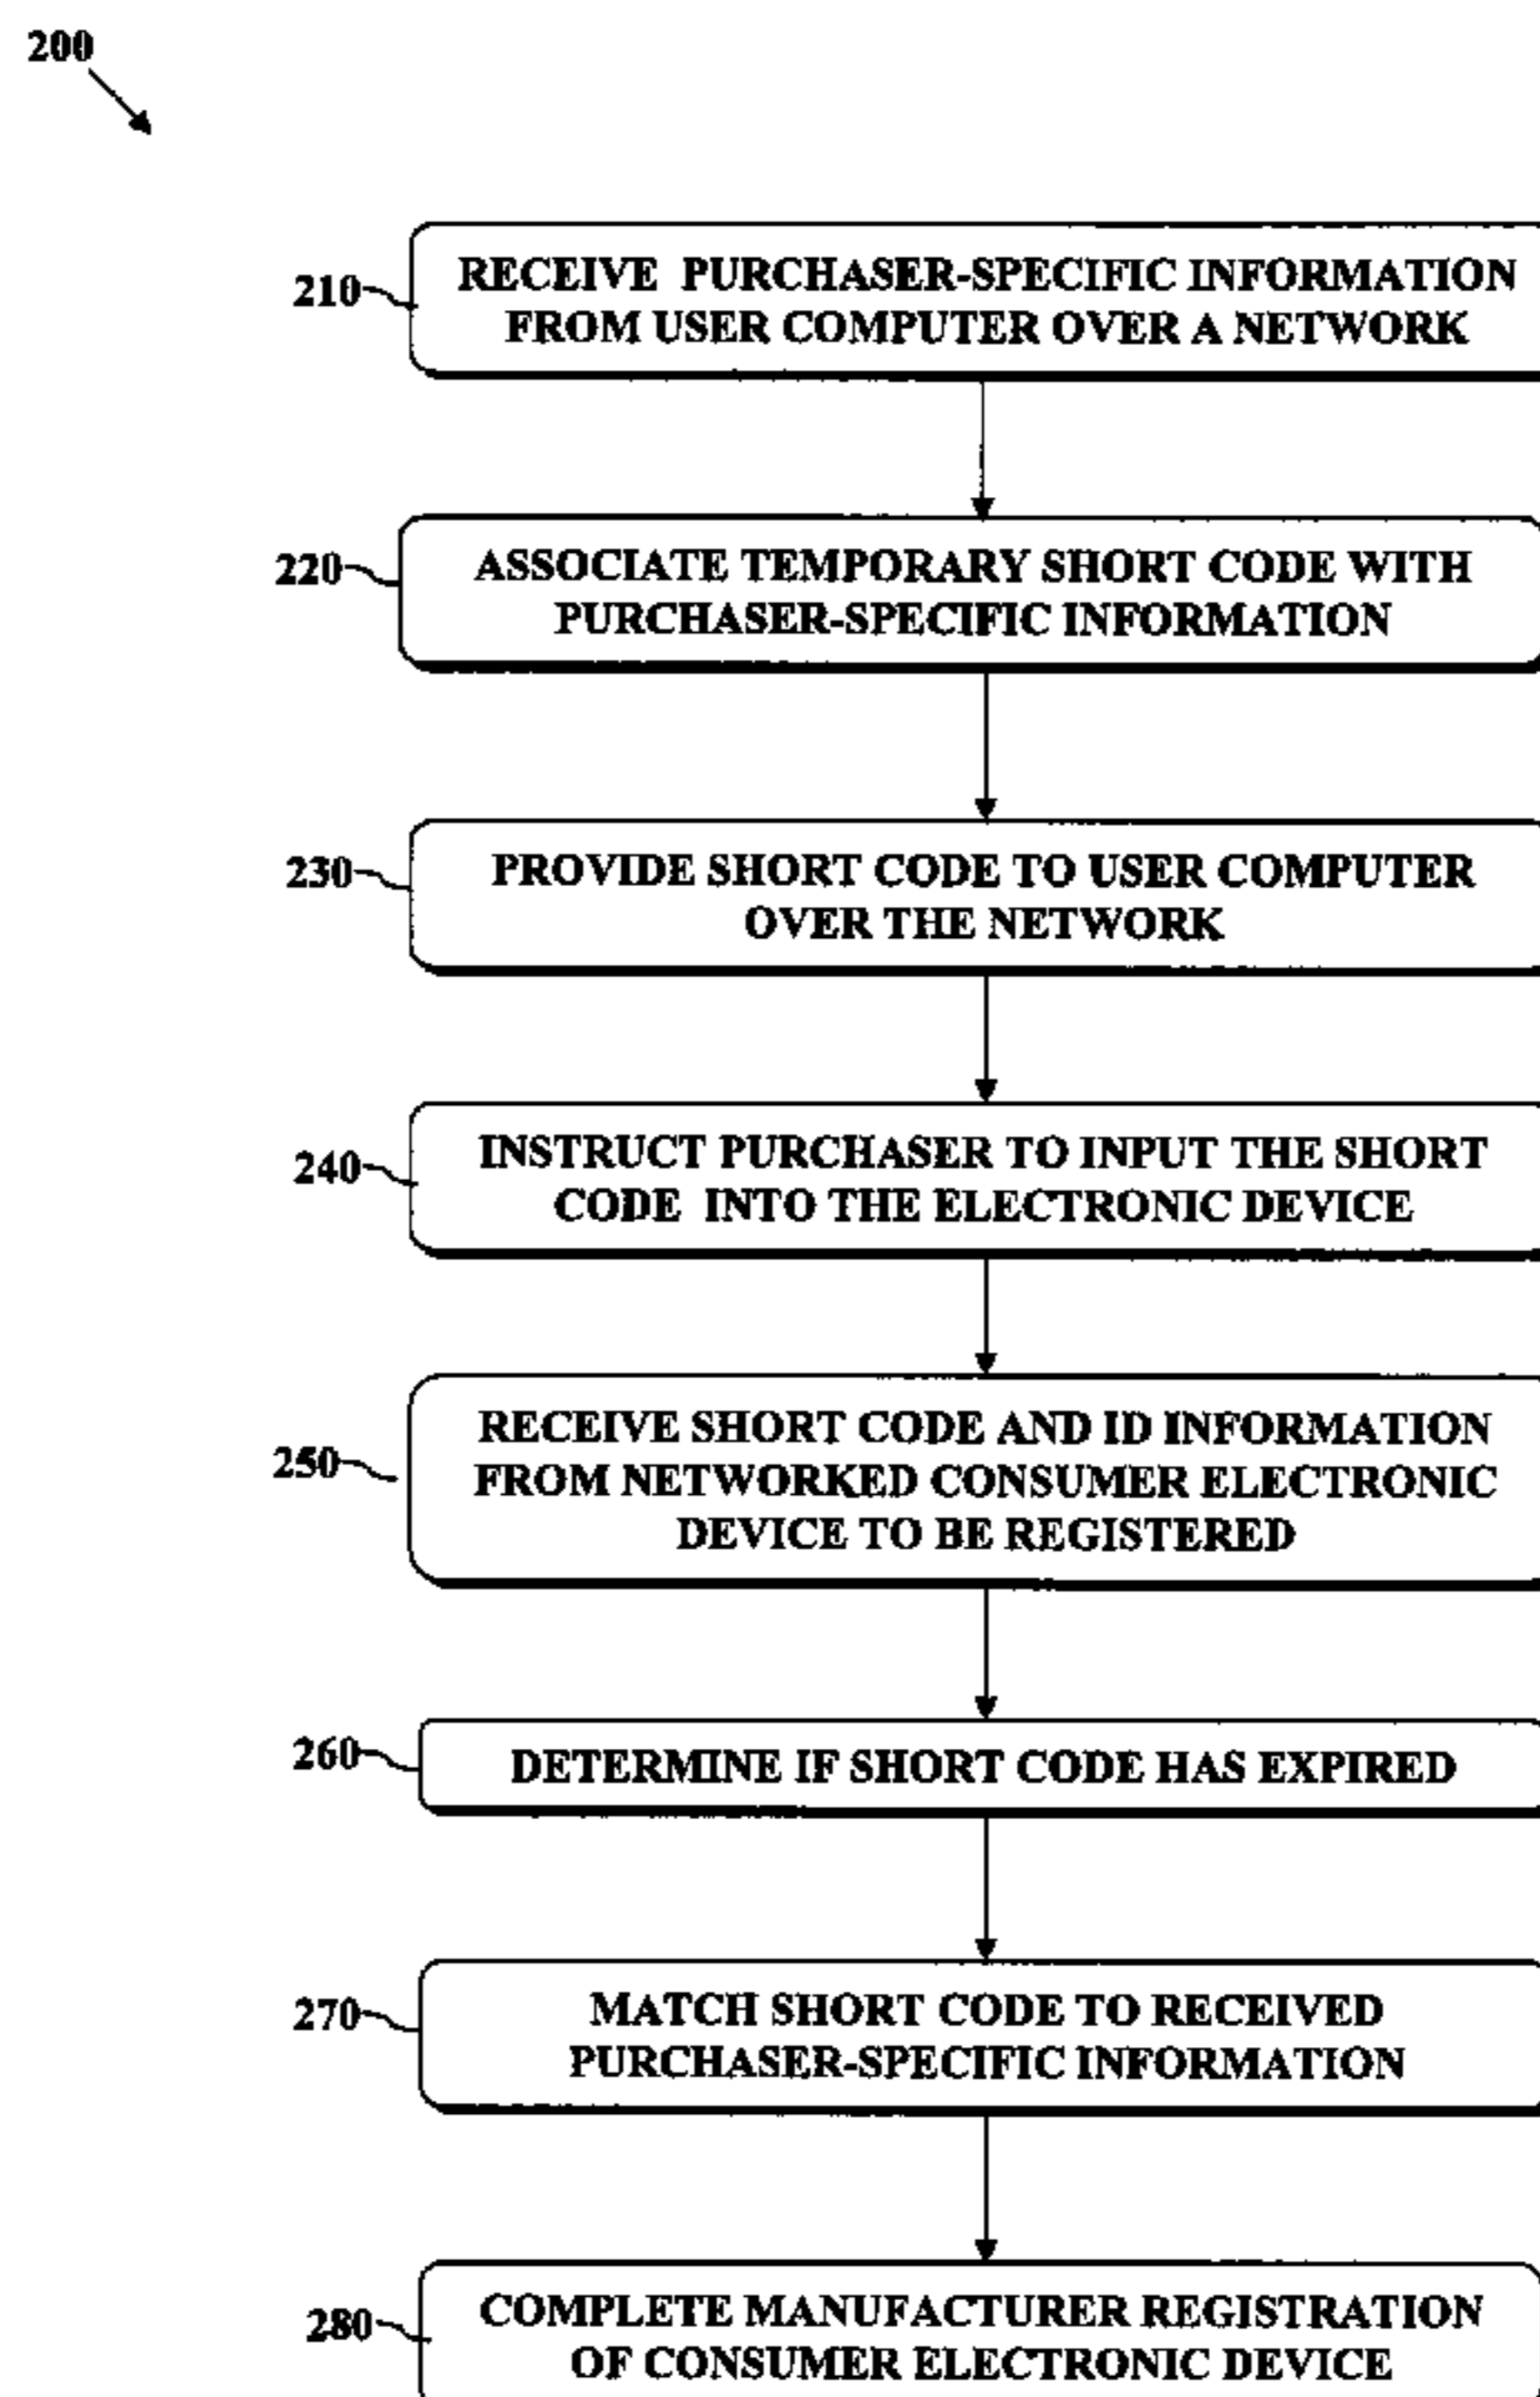 200
210
RECEIVE PURCHASER-SPECIFIC INFORMATION
FROM USER COMPUTER OVER A NETWORK
220
ASSOCIATE TEMPORARY SHORT CODE WITH
PURCHASER-SPECIFIC INFORMATION
230
PROVIDE SHORT CODE TO USER COMPUTER
OVER THE NETWORK
240
INSTRUCT PURCHASER TO INPUT THE SHORT
CODE INTO THE ELECTRONIC DEVICE
250
RECEIVE SHORT CODE AND ID INFORMATION
FROM NETWORKED CONSUMER ELECTRONIC
DEVICE TO BE REGISTERED
260
DETERMINE IF SHORT CODE HAS EXPIRED
270
MATCH SHORT CODE TO RECEIVED
PURCHASER-SPECIFIC INFORMATION
280
COMPLETE MANUFACTURER REGISTRATION
OF CONSUMER ELECTRONIC DEVICE